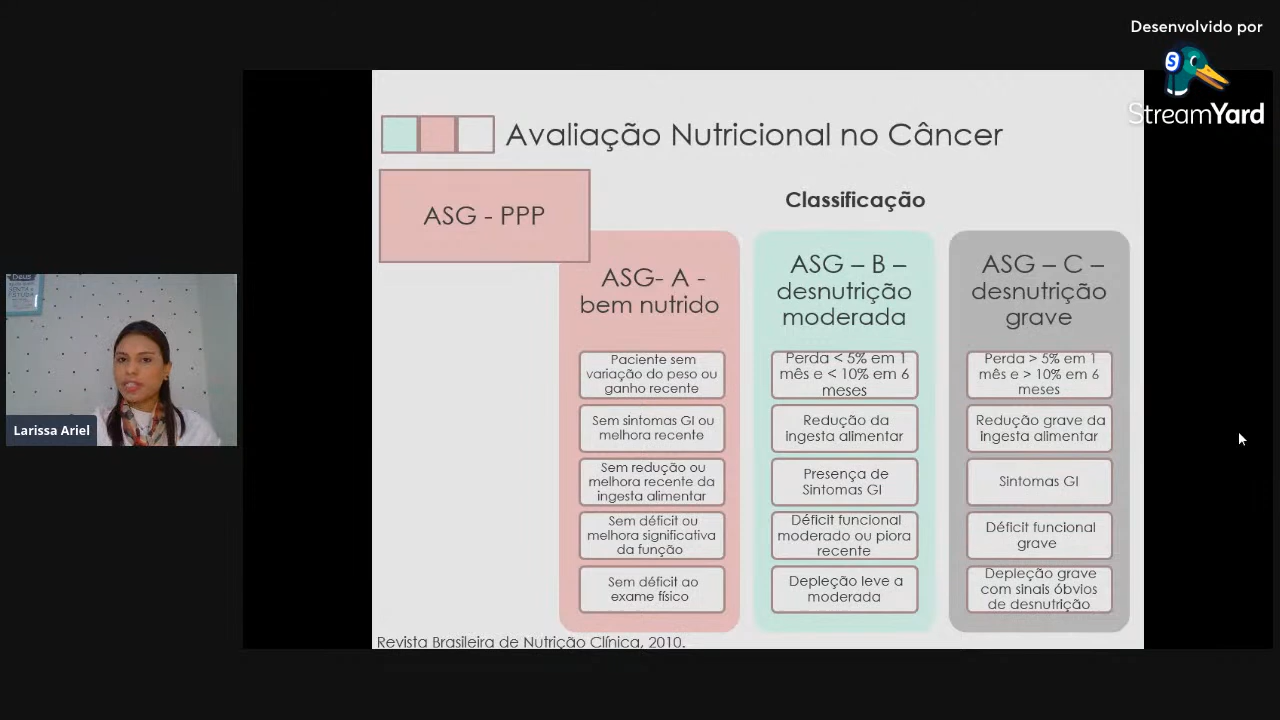 Desenvolvido por
StreamYard
Avaliação Nutricional no Câncer
ASG - PPP
Classificação
ASG- A -
bem nutrido
Paciente sem
variação do peso ou
ganho recente
Sem sintomas GI ou
melhora recente
Sem redução ou
melhora recente da
ingesta alimentar
Sem déficit ou
melhora significativa
da função
Sem déficit ao
exame físico
ASG – B –
desnutrição
moderada
Perda < 5% em 1
mês e < 10% em 6
meses
Redução da
ingesta alimentar
Presença de
Sintomas GI
Déficit funcional
moderado ou piora
recente
Depleção leve a
moderada
ASG – C –
desnutrição
grave
Perda > 5% em 1
mês e > 10% em 6
meses
Redução grave da
ingesta alimentar
Sintomas GI
Déficit funcional
grave
Depleção grave
com sinais óbvios
de desnutrição
Revista Brasileira de Nutrição Clínica, 2010.
Deus
Larissa Ariel